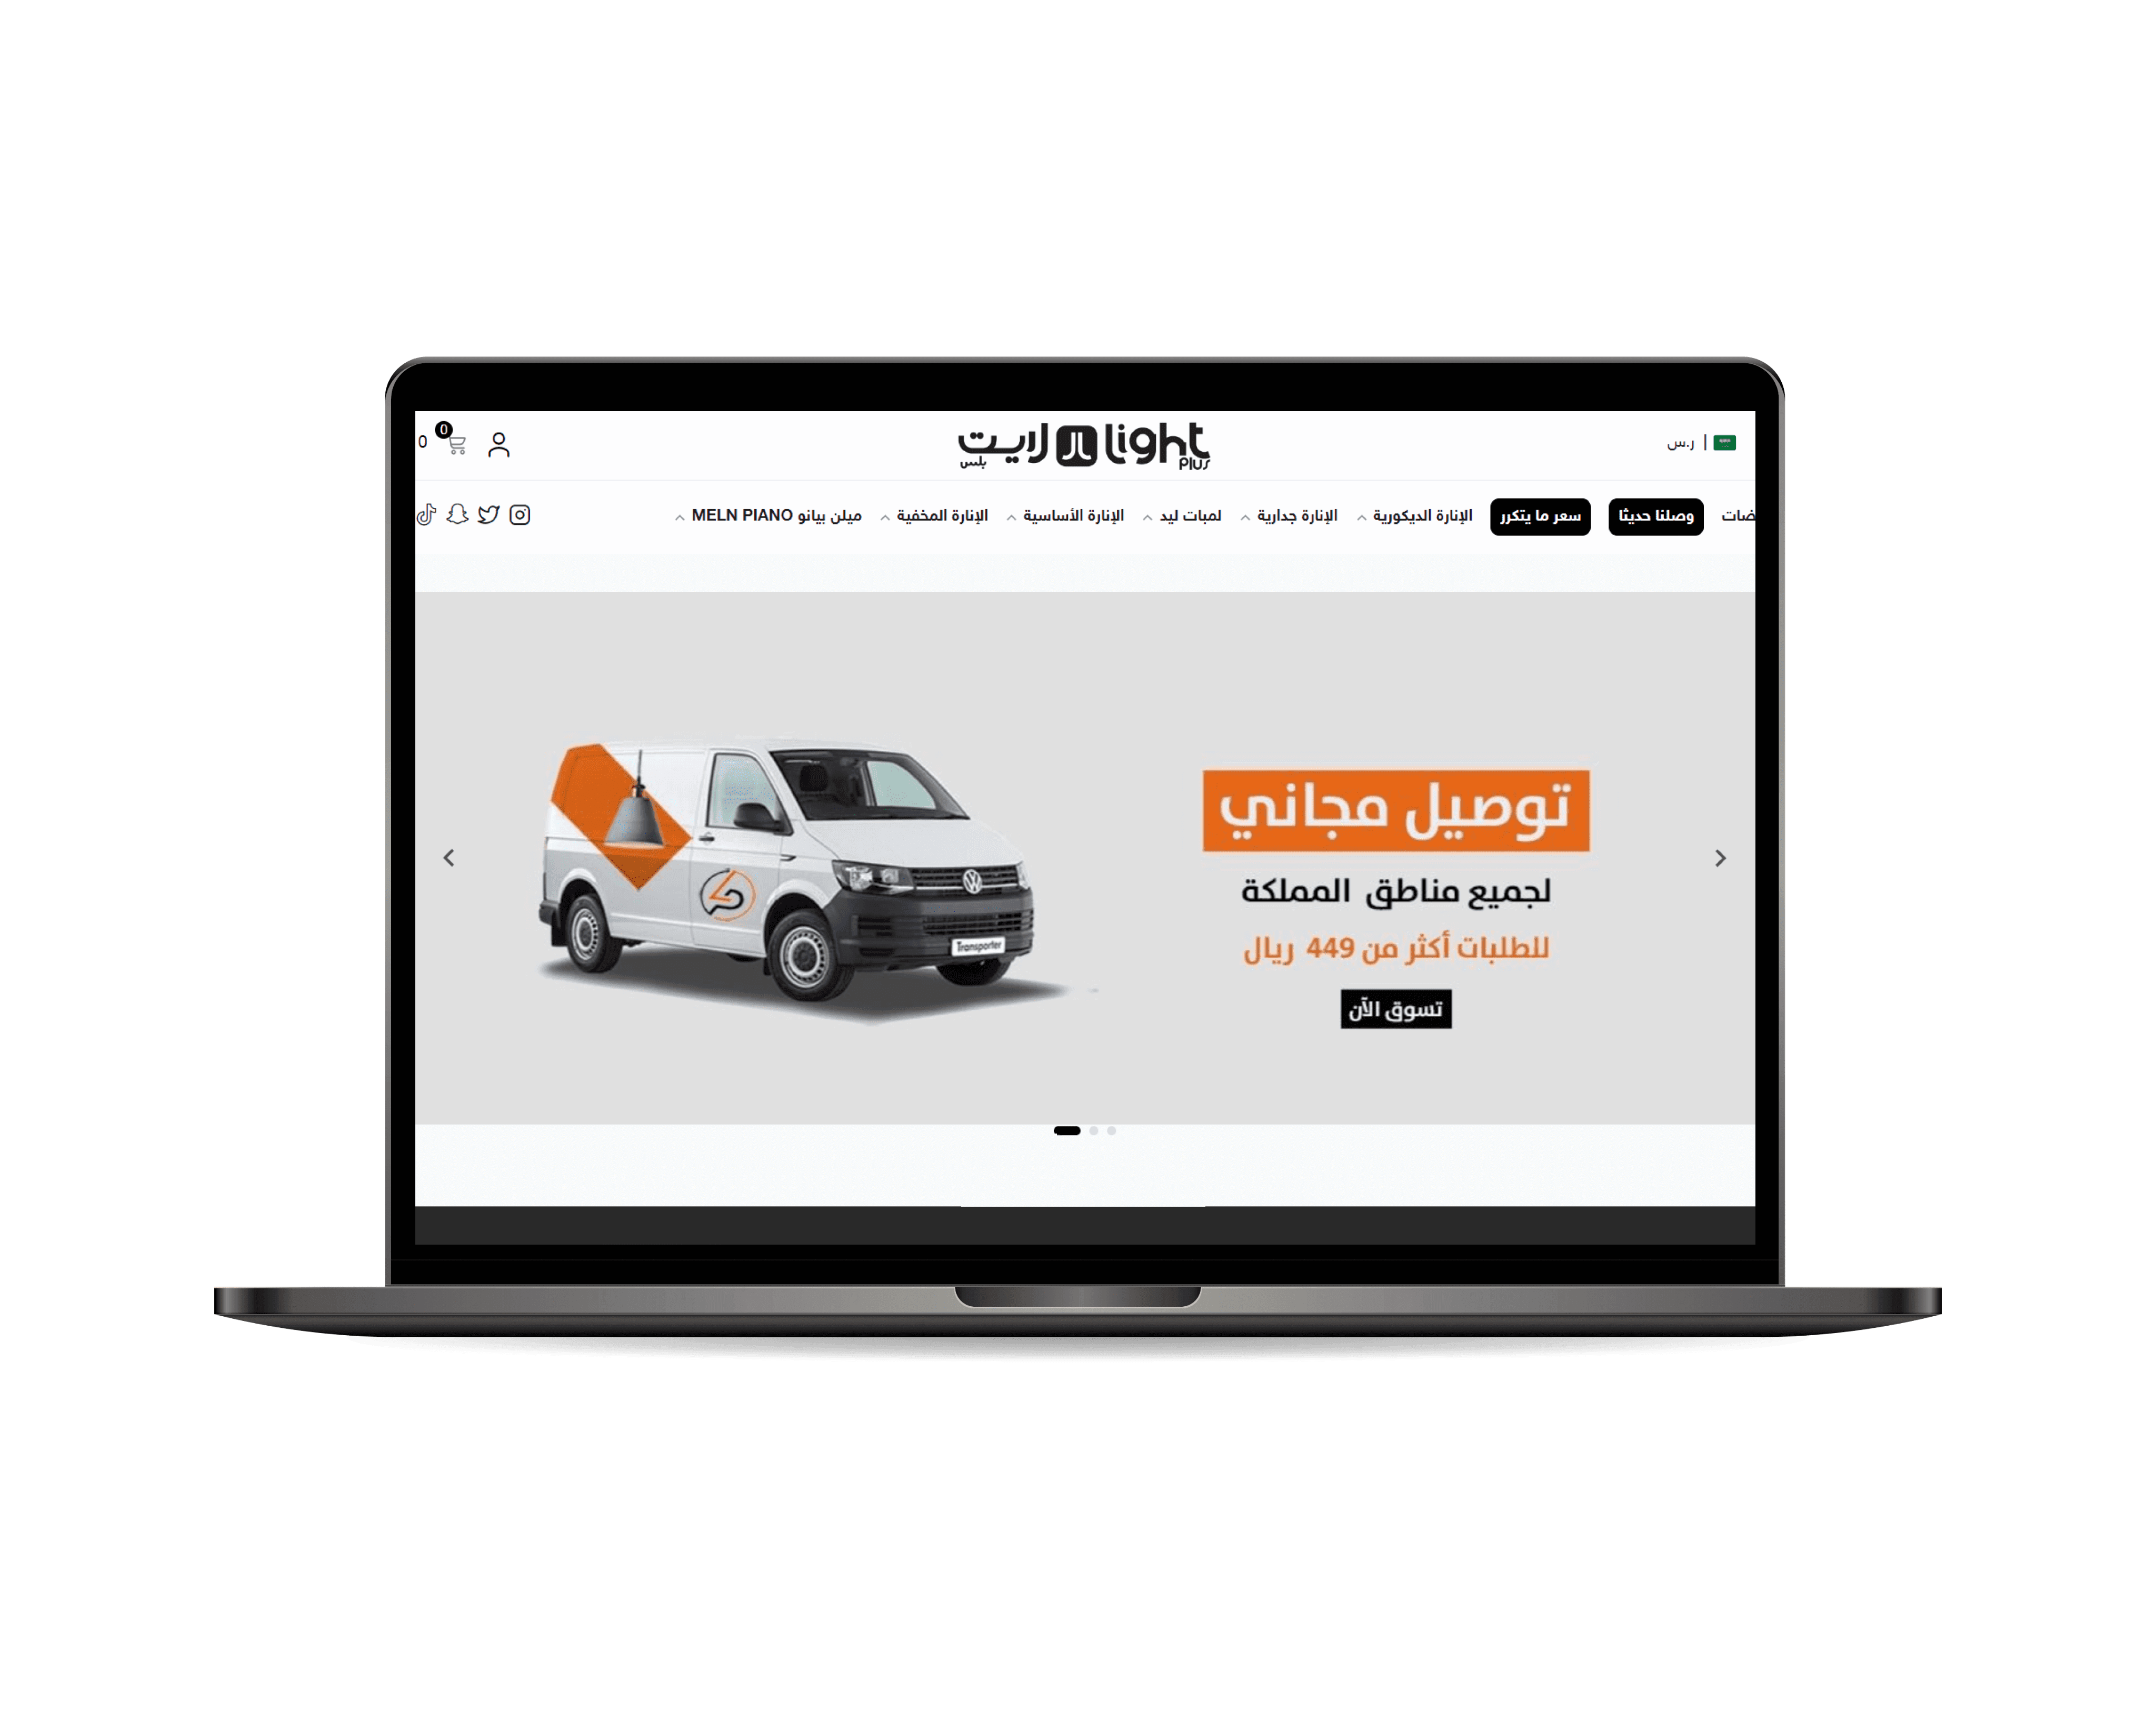 ر.س |
لايت light
بلس plus
0 0
ضات وصلنا حديثا سعر ما يتكرر الإنارة الديكورية الإنارة جدارية لمبات ليد الإنارة الأساسية الإنارة المخفية ميلن بيانو MELN PIANO
توصيل مجاني
لجميع مناطق المملكة
للطلبات أكثر من 449 ريال
تسوق الآن
Transporter